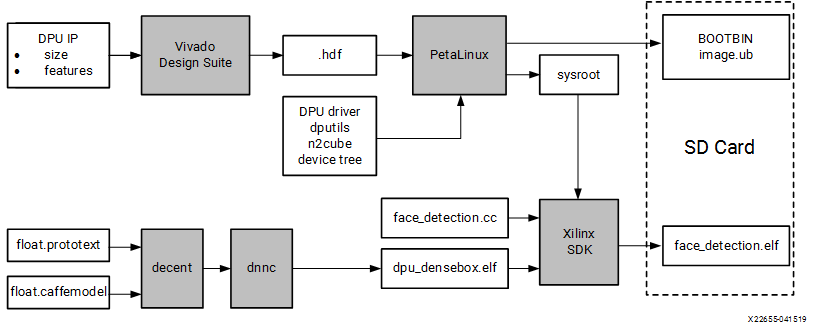 DPU IP
• size
• features
Vivado
Design Suite
.hdf
PetaLinux
BOOTBIN
image.ub
sysroot
DPU driver
dputils
n2cube
device tree
SD Card
face_detection.cc
Xilinx
SDK
face_detection.elf
float.prototext
decent
dnnc
dpu_densebox.elf
float.caffemodel
X22655-041519